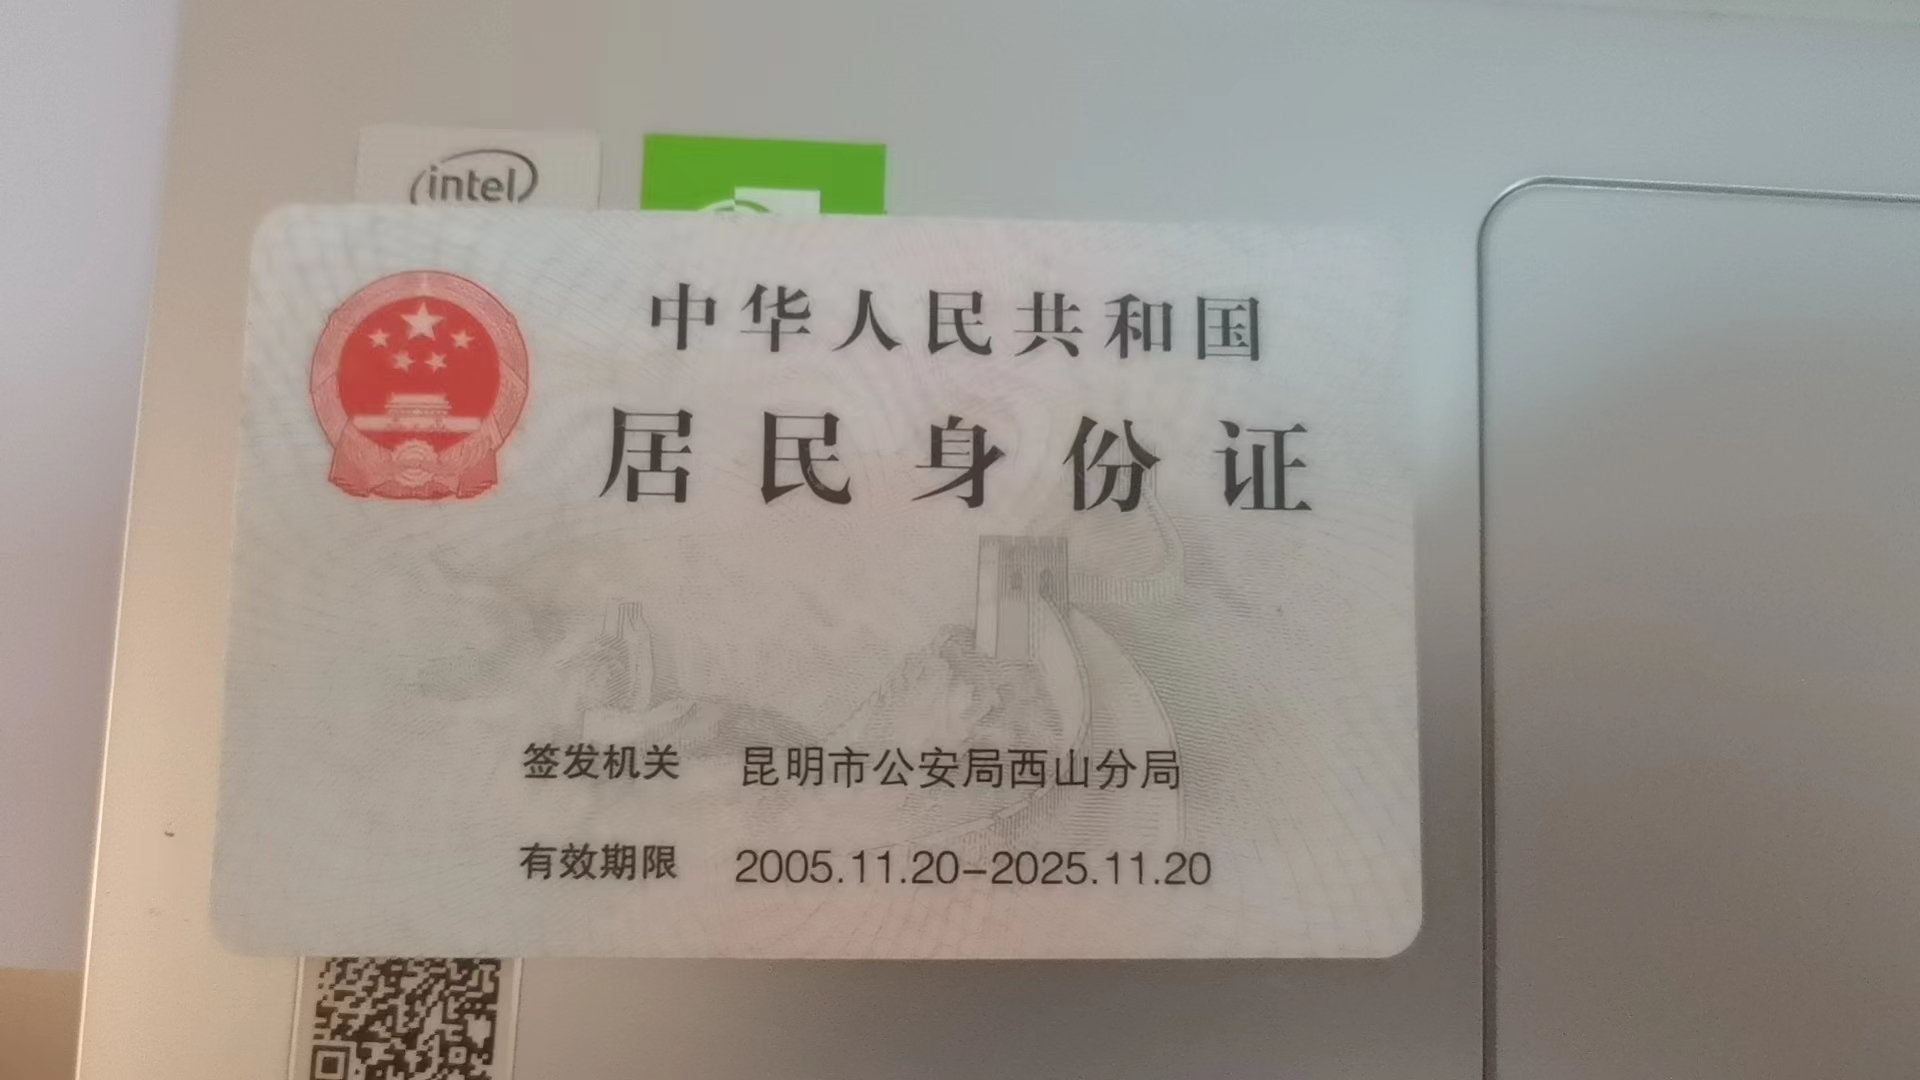 intel
中华人民共和国
居民身份证
签发机关 昆明市公安局西山分局
有效期限 2005.11.20-2025.11.20